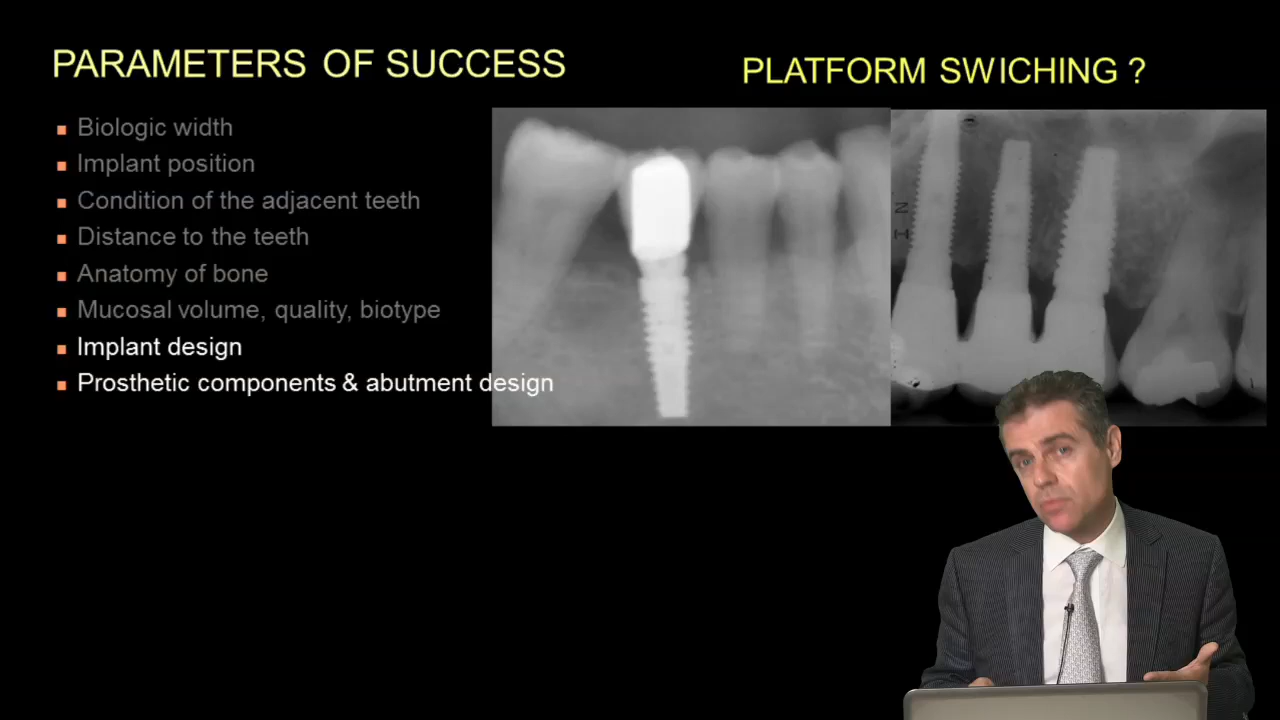 PARAMETERS OF SUCCESS
PLATFORM SWICHING ?
Biologic width
Implant position
Condition of the adjacent teeth
Distance to the teeth
Anatomy of bone
Mucosal volume, quality, biotype
Implant design
Prosthetic components & abutment design